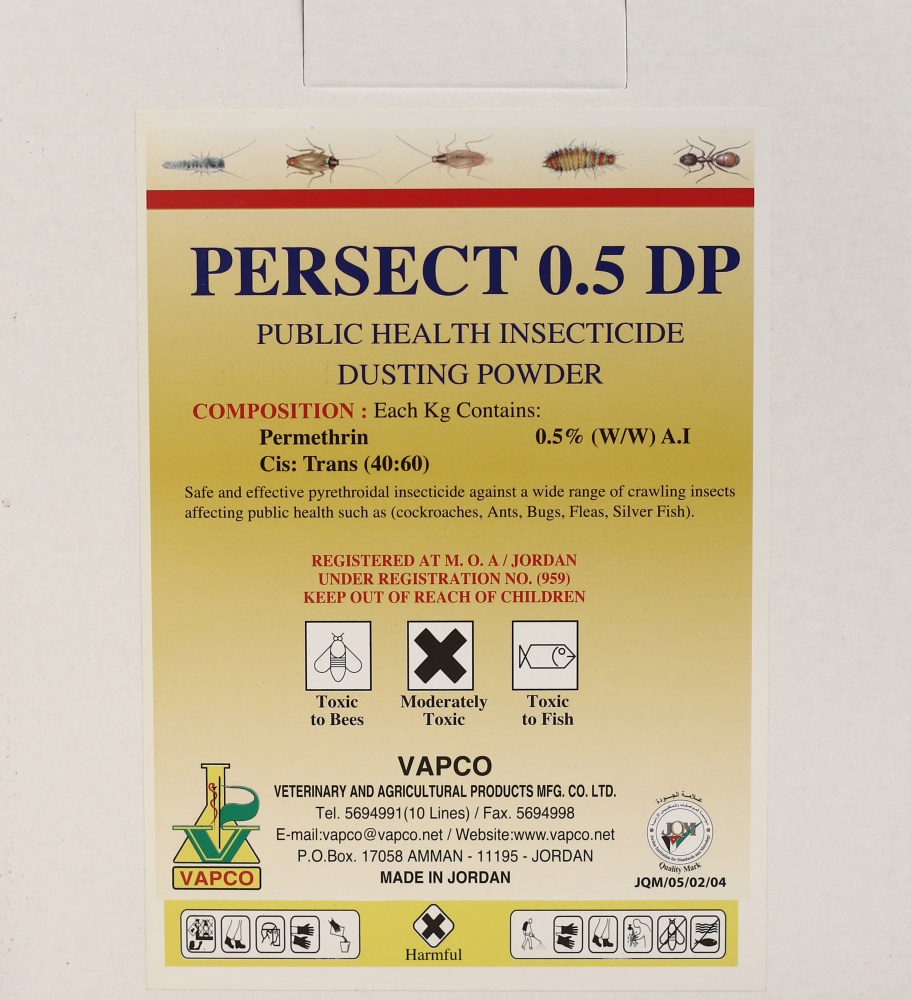 PERSECT 0.5 DP
PUBLIC HEALTH INSECTICIDE
DUSTING POWDER
COMPOSITION : Each Kg Contains:
Permethrin 0.5% (W/W) A.I
Cis: Trans (40:60)
Safe and effective pyrethroidal insecticide against a wide range of crawling insects
affecting public health such as (cockroaches, Ants, Bugs, Fleas, Silver Fish).
REGISTERED AT M. O. A / JORDAN
UNDER REGISTRATION NO. (959)
KEEP OUT OF REACH OF CHILDREN
Toxic to Bees
Moderately Toxic
Toxic to Fish
VAPCO
VETERINARY AND AGRICULTURAL PRODUCTS MFG. CO. LTD.
Tel. 5694991(10 Lines) / Fax. 5694998
E-mail:vapco@vapco.net / Website:www.vapco.net
P.O.Box. 17058 AMMAN - 11195 - JORDAN
MADE IN JORDAN
VAPCO
علامة الجودة
JQM
Quality Mark
JQM/05/02/04
Harmful